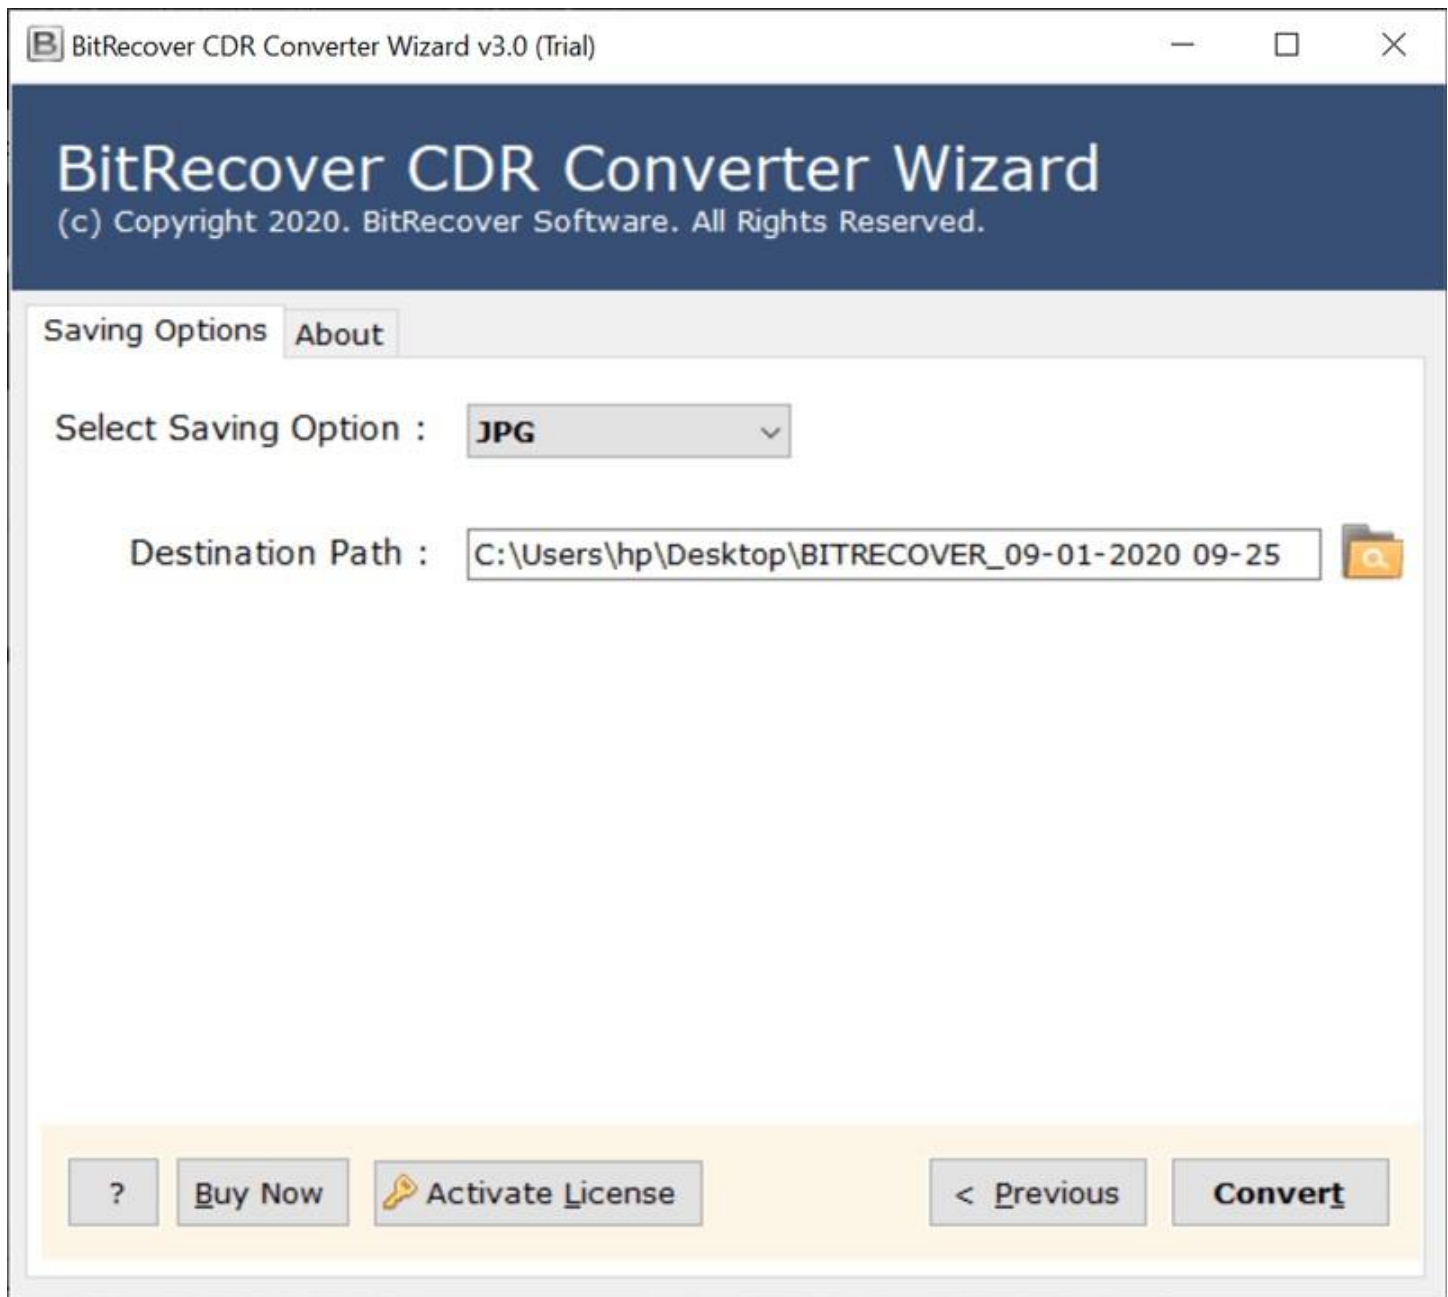 BitRecover CDR Converter Wizard v3.0 (Trial)
BitRecover CDR Converter Wizard
(c) Copyright 2020. BitRecover Software. All Rights Reserved.
Saving Options About
Select Saving Option : JPG
Destination Path : C:\Users\hp\Desktop\BITRECOVER_09-01-2020 09-25
? Buy Now Activate License < Previous Convert